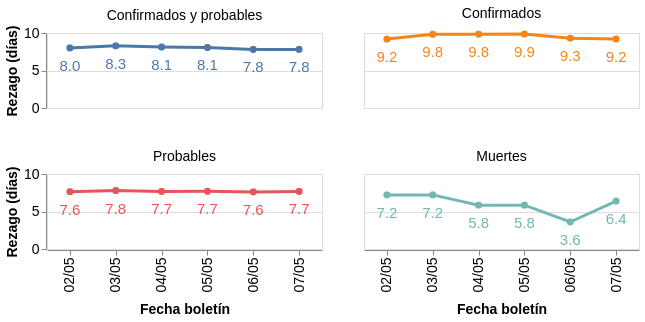 Confirmados y probables
Confirmados
Rezago (días)
10
5
0
8.0 8.3 8.1 8.1 7.8 7.8
9.2 9.8 9.8 9.9 9.3 9.2
Probables
Muertes
Rezago (días)
10
5
0
7.6 7.8 7.7 7.7 7.6 7.7
7.2 7.2 5.8 5.8 3.6 6.4
02/05 03/05 04/05 05/05 06/05 07/05
02/05 03/05 04/05 05/05 06/05 07/05
Fecha boletín
Fecha boletín